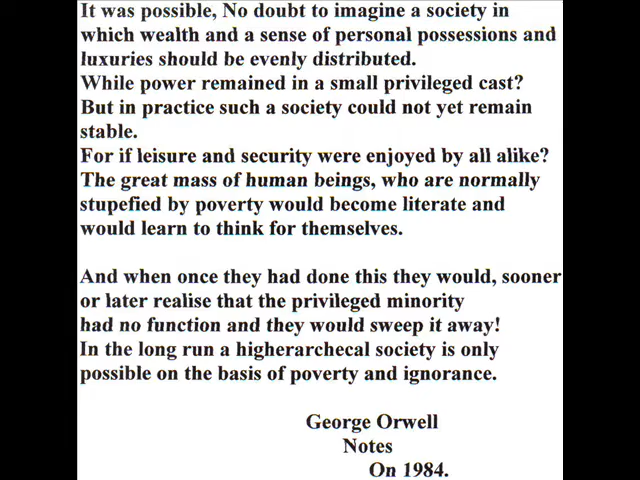 It was possible, No doubt to imagine a society in
which wealth and a sense of personal possessions and
luxuries should be evenly distributed.
While power remained in a small privileged cast?
But in practice such a society could not yet remain
stable.
For if leisure and security were enjoyed by all alike?
The great mass of human beings, who are normally
stupefied by poverty would become literate and
would learn to think for themselves.
And when once they had done this they would, sooner
or later realise that the privileged minority
had no function and they would sweep it away!
In the long run a higherarchecal society is only
possible on the basis of poverty and ignorance.
George Orwell
Notes
On 1984.